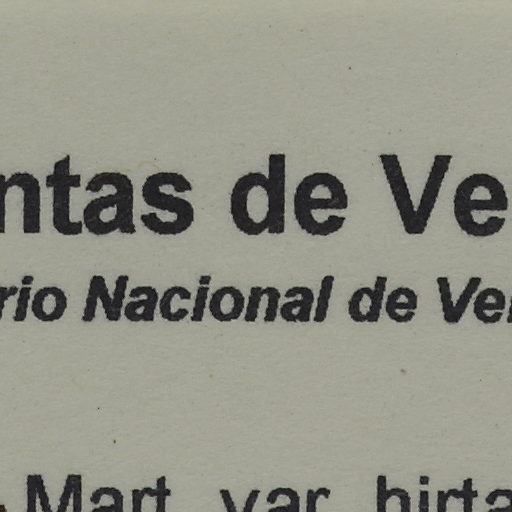 ntas de Ve
rio Nacional de Ve
Mart. var. hirta